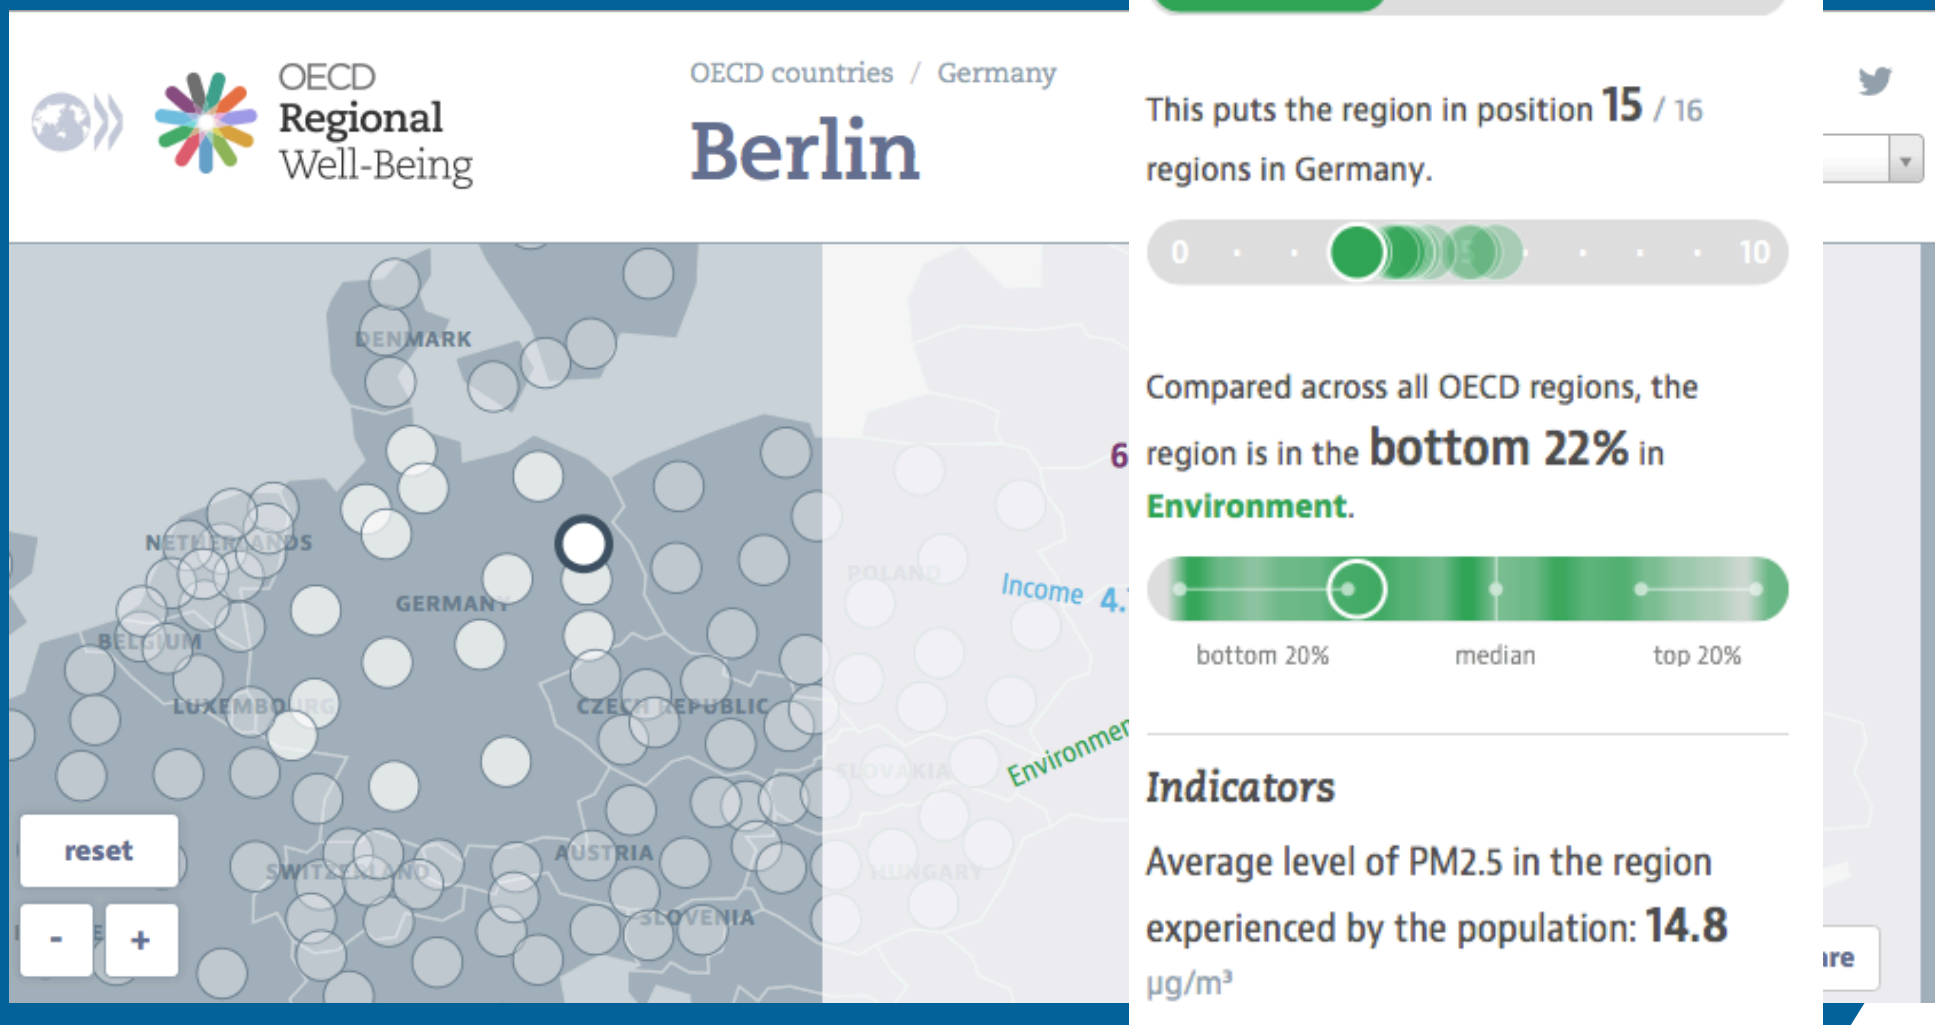 OECD
Regional
Well-Being
OECD countries / Germany
Berlin
DENMARK
NETHERLANDS
GERMANY
BELGIUM
LUXEMBOURG
CZECH REPUBLIC
POLAND
SLOVAKIA
AUSTRIA
SWITZERLAND
HUNGARY
SLOVENIA
reset
- +
6
Income 4.
This puts the region in position 15 / 16
regions in Germany.
0 5 10
Compared across all OECD regions, the
region is in the bottom 22% in
Environment.
bottom 20% median top 20%
Indicators
Average level of PM2.5 in the region
experienced by the population: 14.8
µg/m³